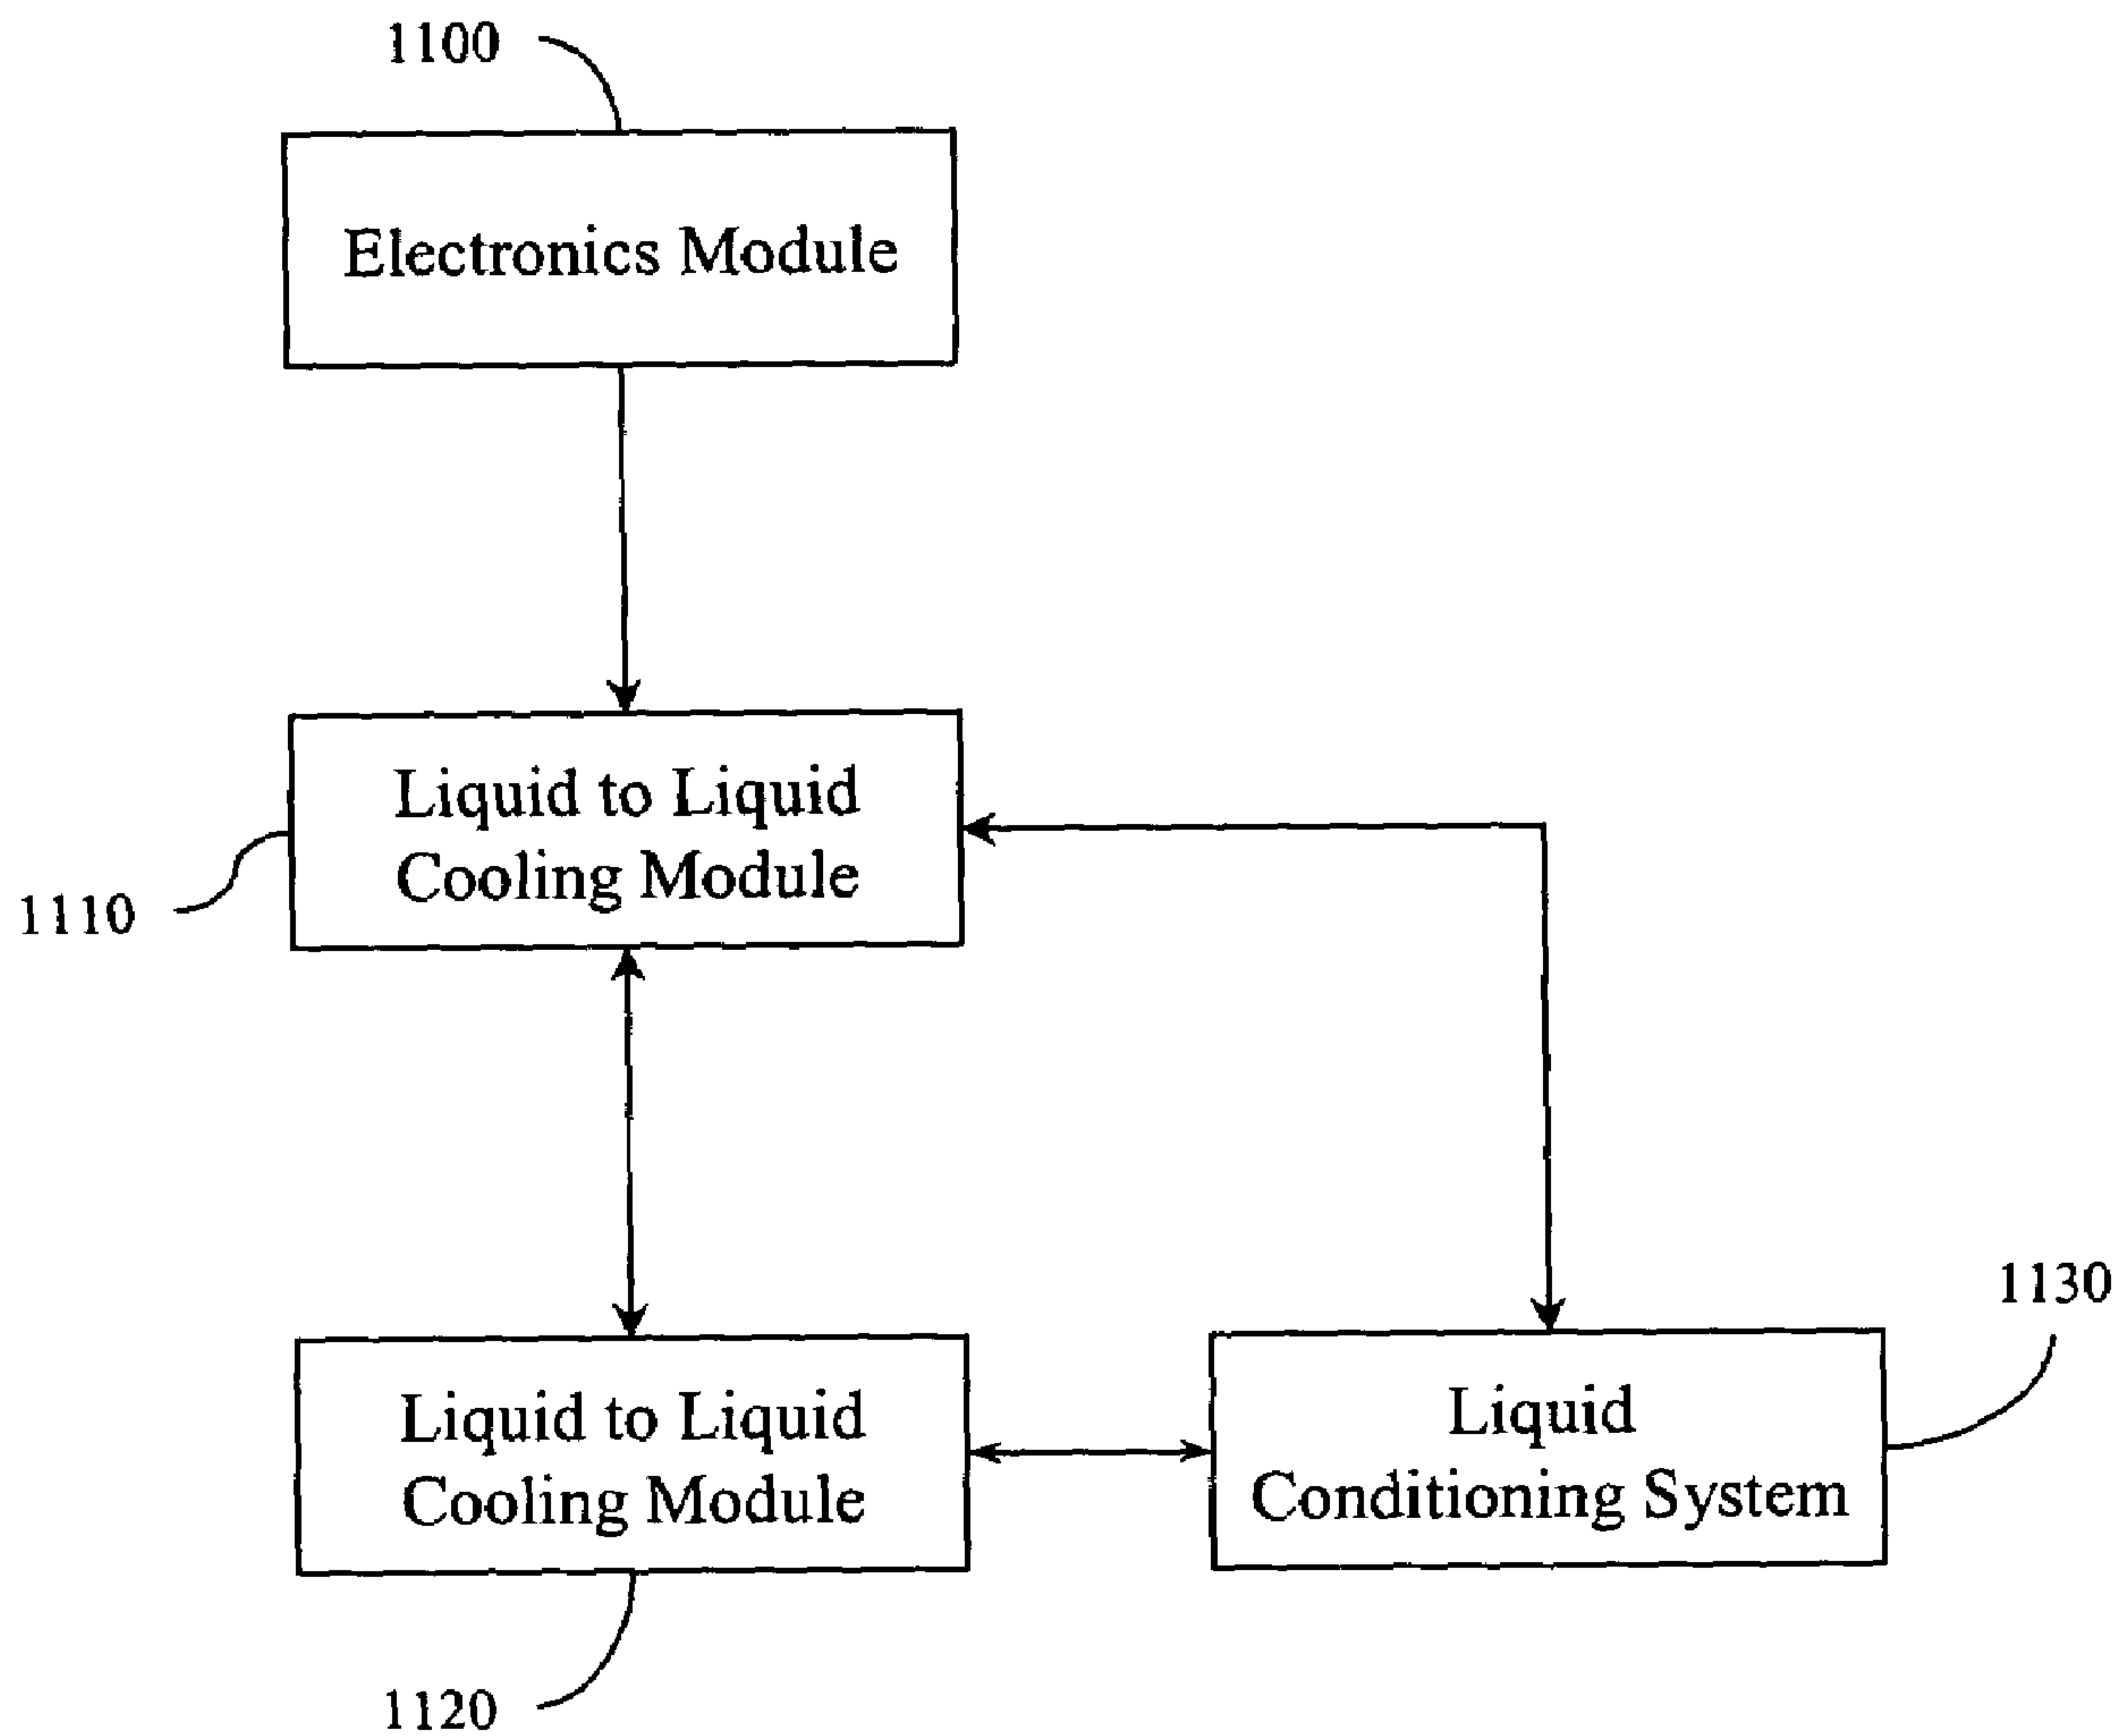 1100
Electronics Module
Liquid to Liquid
Cooling Module
1110
1130
Liquid to Liquid
Cooling Module
Liquid
Conditioning System
1120